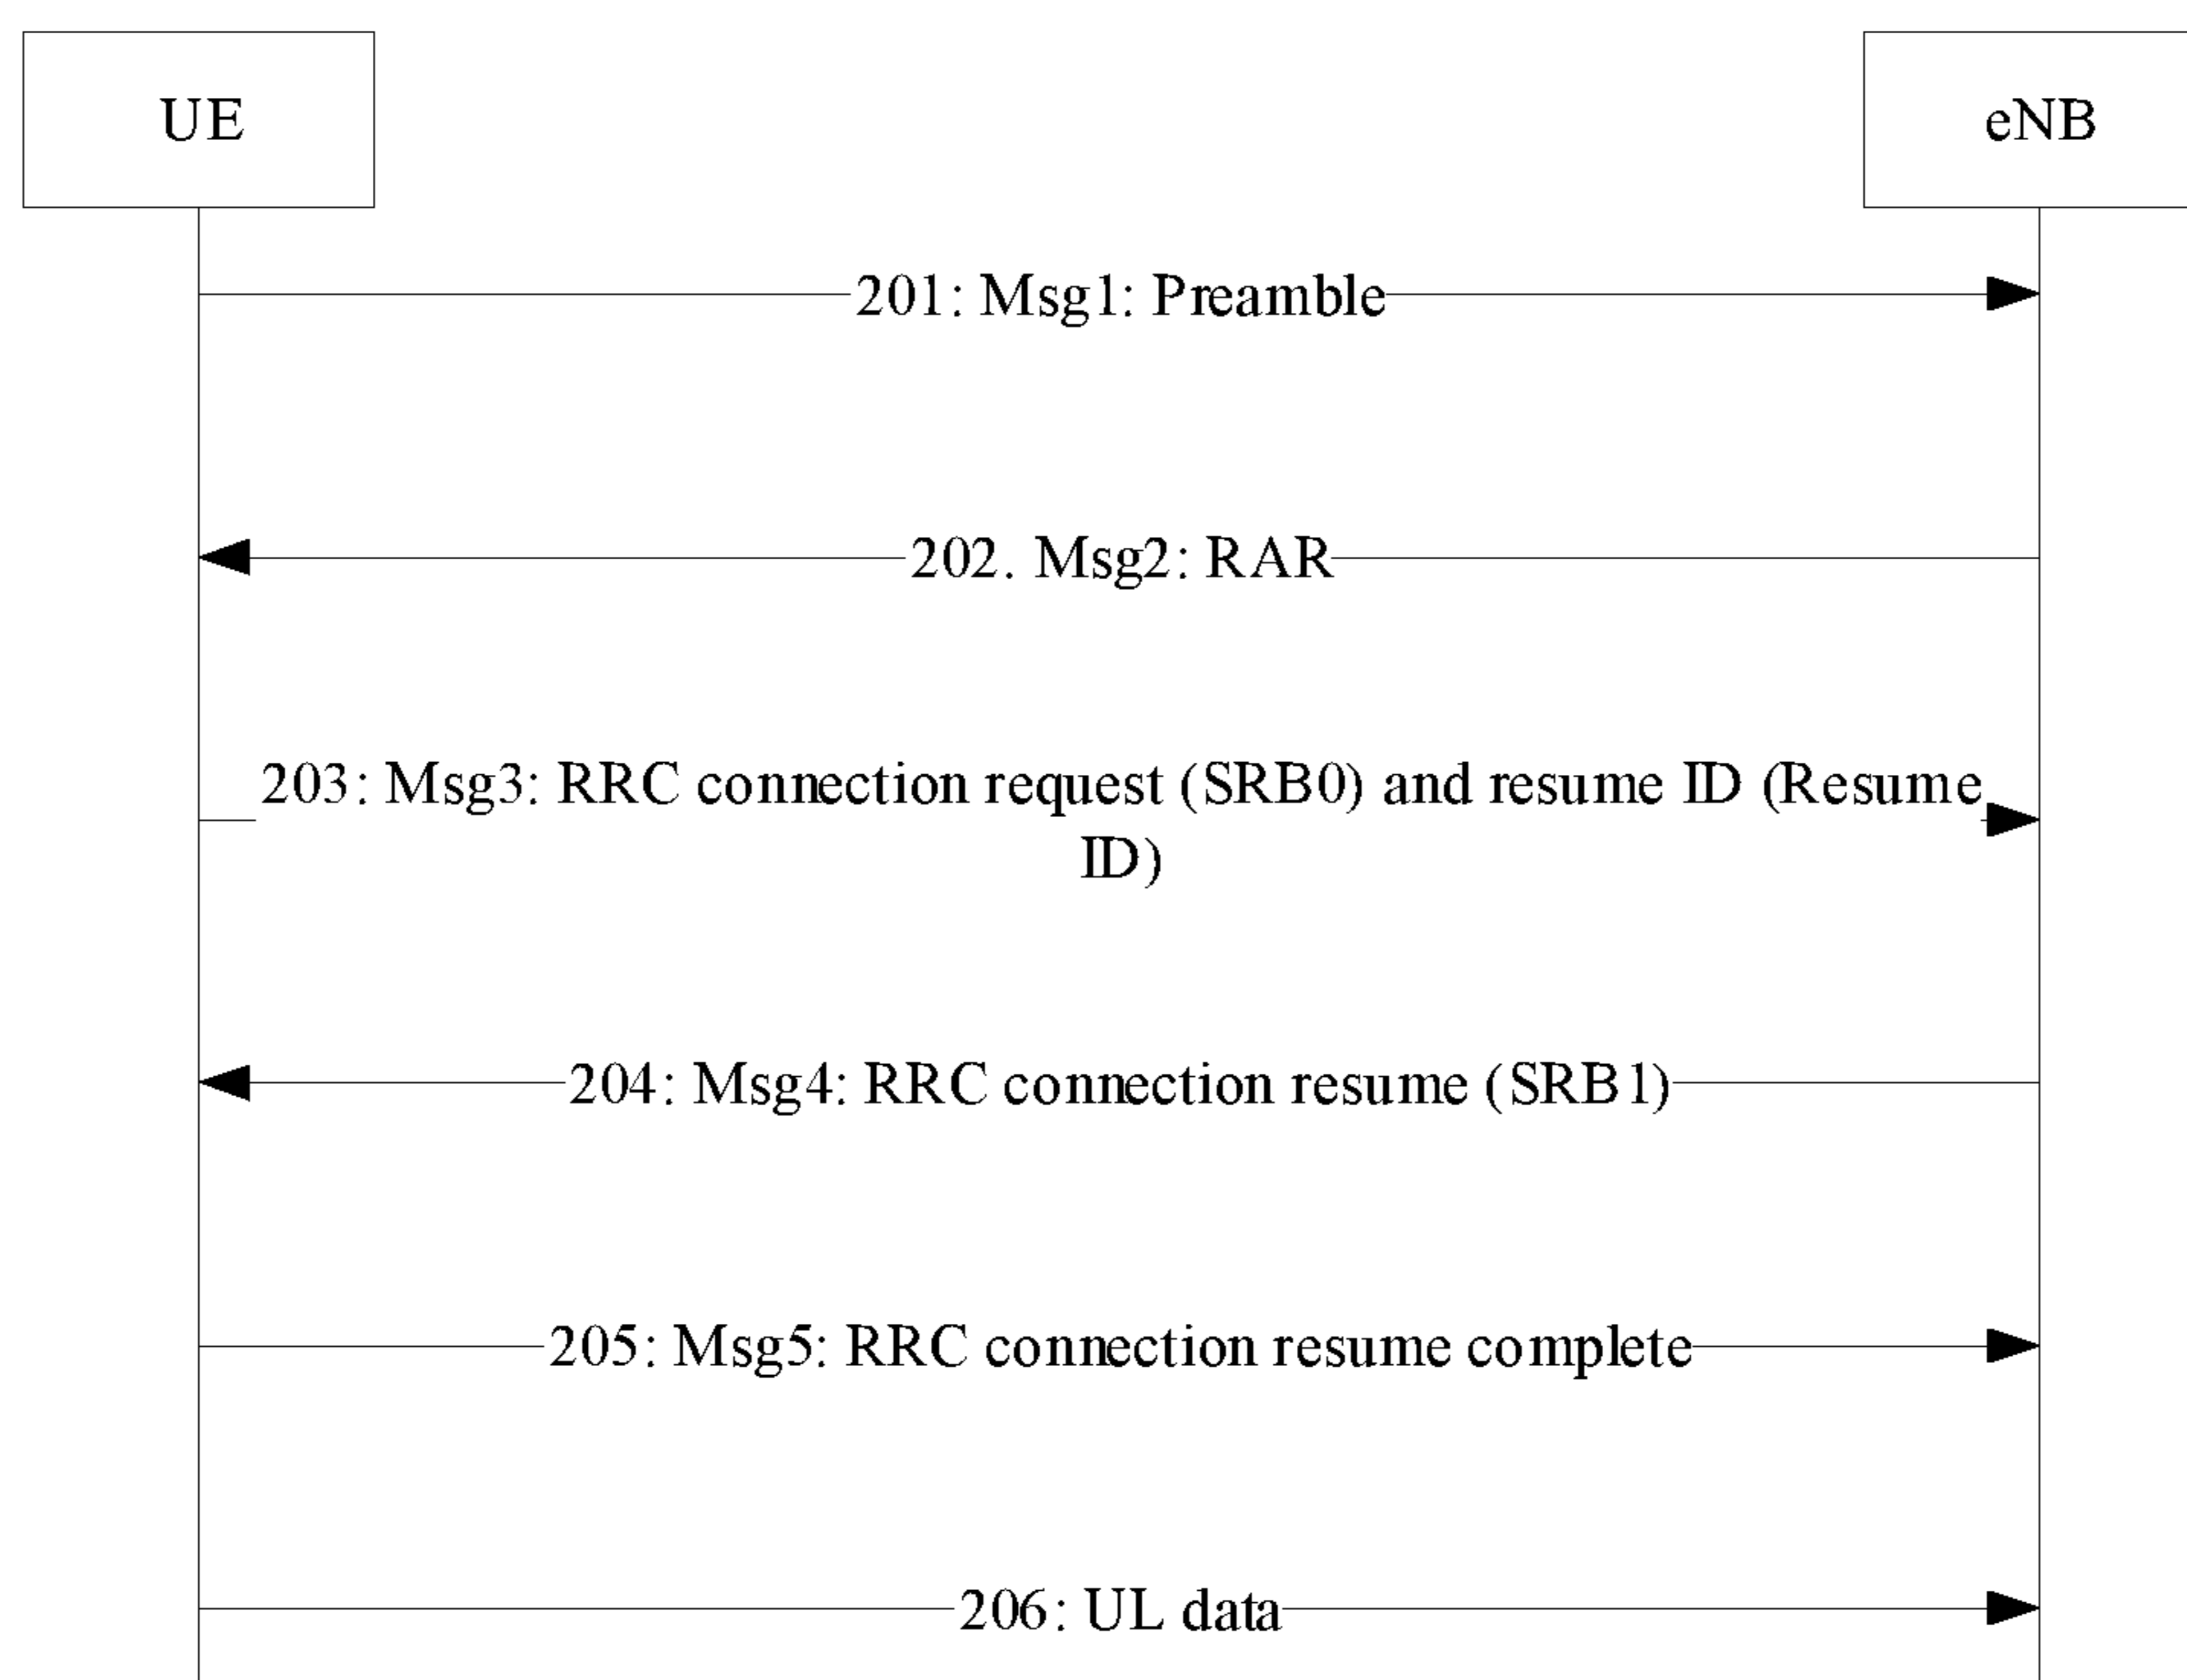 UE
eNB
201: Msg1: Preamble
202. Msg2: RAR
203: Msg3: RRC connection request (SRB0) and resume ID (Resume
ID)
204: Msg4: RRC connection resume (SRB1)
205: Msg5: RRC connection resume complete
206: UL data